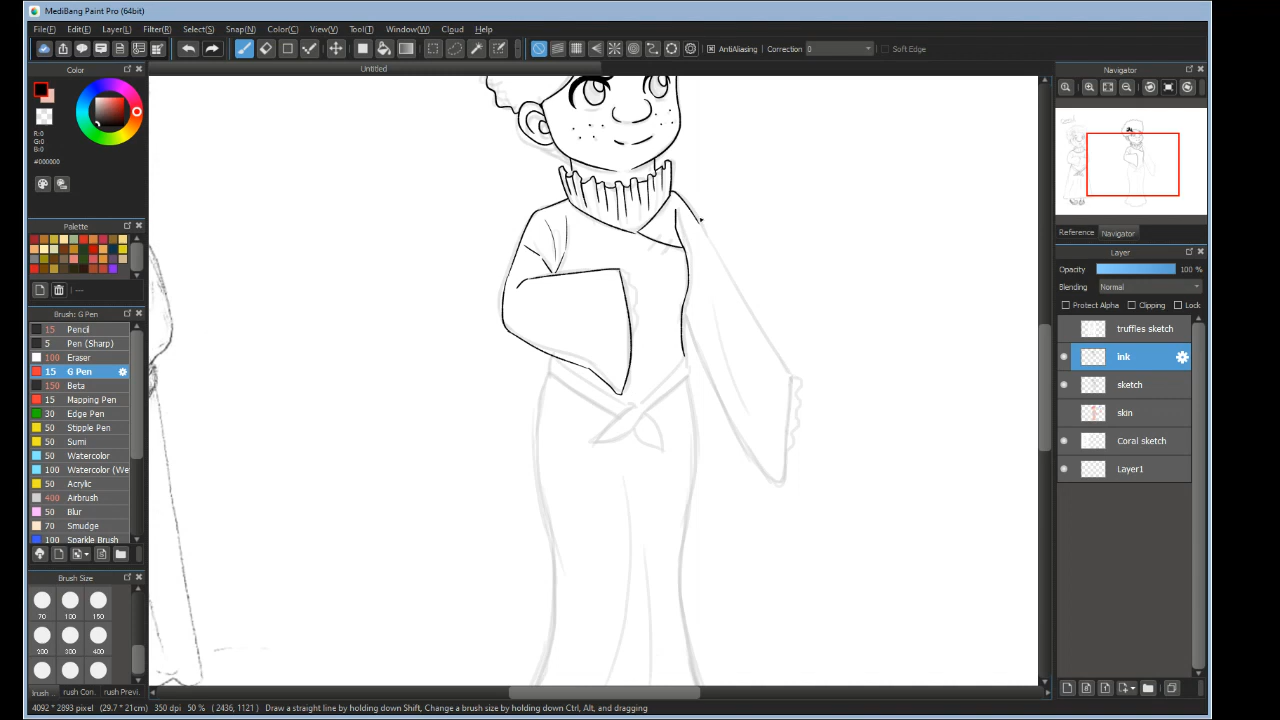 MediBang Paint Pro (64bit)
File(F) Edit(E) Layer(L) Filter(R) Select(S) Snap(N) Color(C) View(V) Tool(T) Window(W) Cloud Help
AntiAliasing Correction 0 Soft Edge
Color
Untitled
Navigator
R:0
G:0
B:0
#000000
Palette
Reference Navigator
Layer
Opacity 100 %
Blending Normal
Protect Alpha Clipping Lock
---
Brush: G Pen
15 Pencil
5 Pen (Sharp)
100 Eraser
15 G Pen
150 Beta
15 Mapping Pen
30 Edge Pen
50 Stipple Pen
50 Sumi
50 Watercolor
100 Watercolor (We
50 Acrylic
400 Airbrush
50 Blur
70 Smudge
100 Sparkle Brush
truffles sketch
ink
sketch
skin
Coral sketch
Layer1
Brush Size
70 100 150
200 300 400
rush .. rush Con. rush Previ.
4092 * 2893 pixel (29.7 * 21cm) 350 dpi 50 % ( 2436, 1121 ) Draw a straight line by holding down Shift, Change a brush size by holding down Ctrl, Alt, and dragging